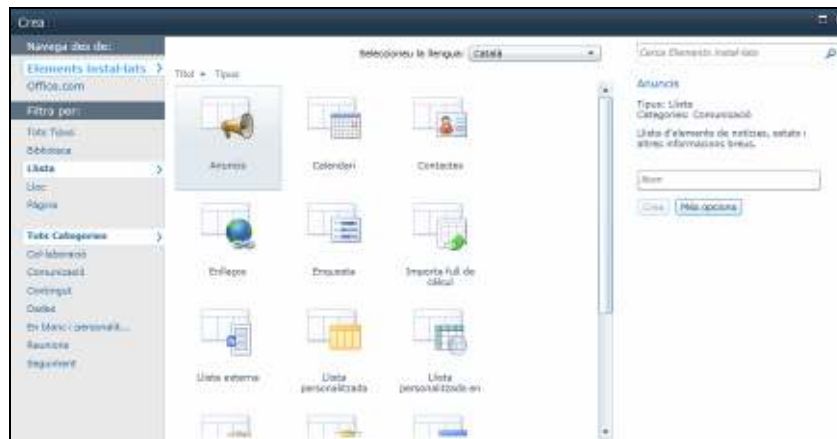 Crea
Navega des de:
Elements Instal·lats
Office.com
Filtra per:
Tots Tipus
Biblioteca
Llista
Lloc
Pàgina
Tots Categories
Col·laboració
Comunicació
Contingut
Dades
En blanc i personalit...
Reunions
Seguiment
Seleccioneu la llengua:
Català
Títol
Tipus
Anuncis
Calendari
Contactes
Enllaços
Enquesta
Importa full de
càlcul
Llista externa
Llista
personalitzada
Llista
personalitzada en
Cerca Elements Instal·lats
Anuncis
Tipus: Llista
Categories: Comunicació
Llista d'elements de notícies, estats i
altres informacions breus.
Nom
Crea
Més opcions